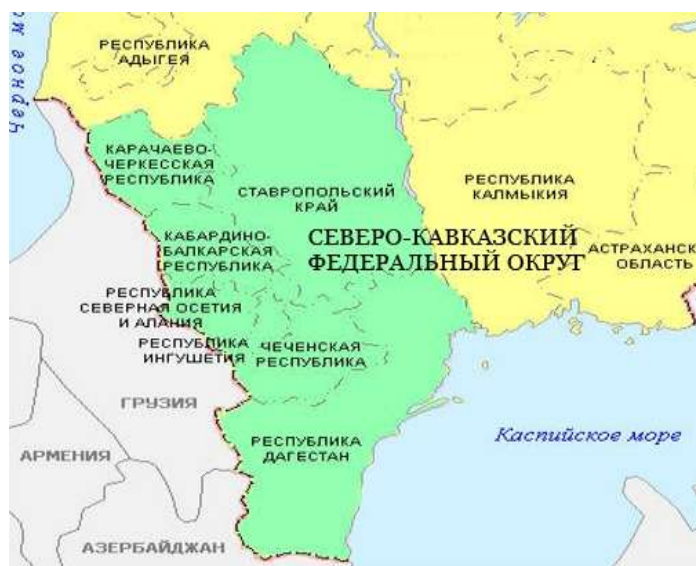 РЕСПУБЛИКА
АДЫГЕЯ
Черное мо
КАРАЧАЕВО-
ЧЕРКЕССКАЯ
РЕСПУБЛИКА
СТАВРОПОЛЬСКИЙ
КРАЙ
РЕСПУБЛИКА
КАЛМЫКИЯ
КАБАРДИНО-
БАЛКАРСКАЯ
РЕСПУБЛИКА
СЕВЕРО-КАВКАЗСКИЙ
ФЕДЕРАЛЬНЫЙ ОКРУГ
АСТРАХАНСК
ОБЛАСТЬ
РЕСПУБЛИКА
СЕВЕРНАЯ ОСЕТИЯ
И АЛАНИЯ
РЕСПУБЛИКА
ИНГУШЕТИЯ
ЧЕЧЕНСКАЯ
РЕСПУБЛИКА
ГРУЗИЯ
РЕСПУБЛИКА
ДАГЕСТАН
Каспийское море
АРМЕНИЯ
АЗЕРБАЙДЖАН